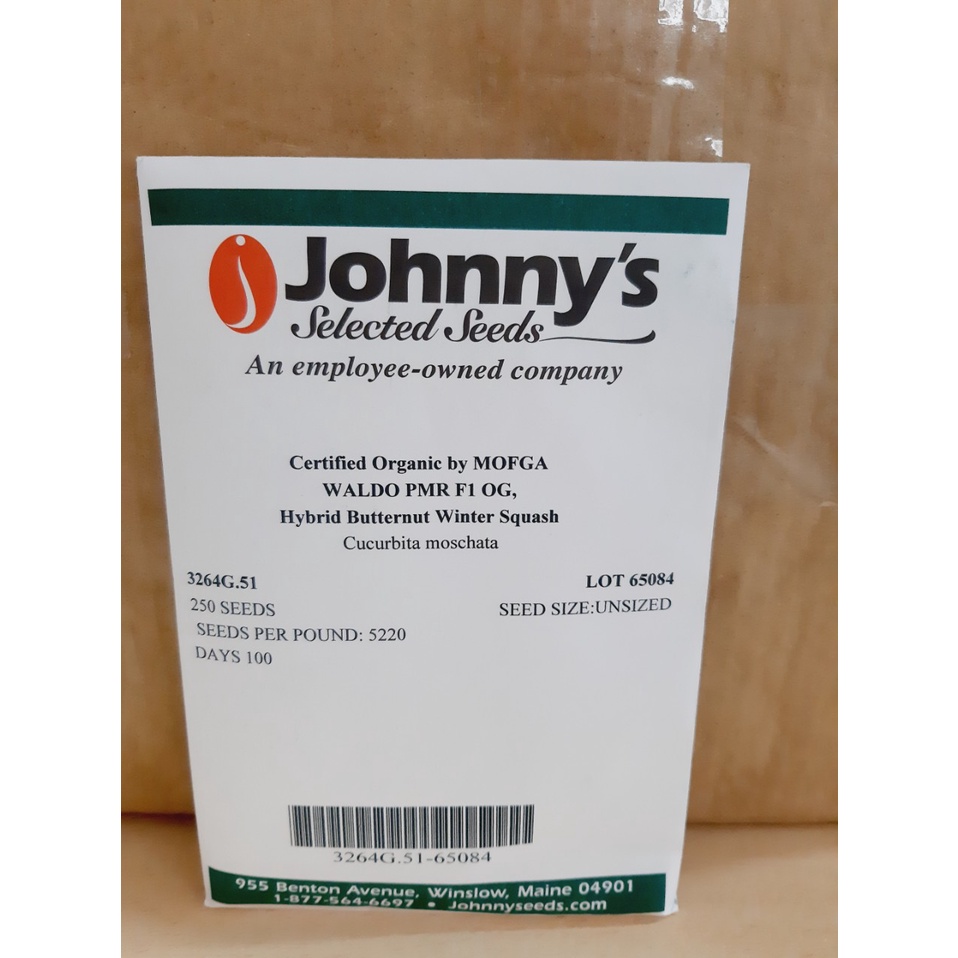 Johnny's
Selected Seeds
An employee-owned company
Certified Organic by MOFGA
WALDO PMR F1 OG,
Hybrid Butternut Winter Squash
Cucurbita moschata
3264G.51 LOT 65084
250 SEEDS SEED SIZE:UNSIZED
SEEDS PER POUND: 5220
DAYS 100
3264G.51-65084
955 Benton Avenue, Winslow, Maine 04901
1-877-564-6697 • Johnnyseeds.com